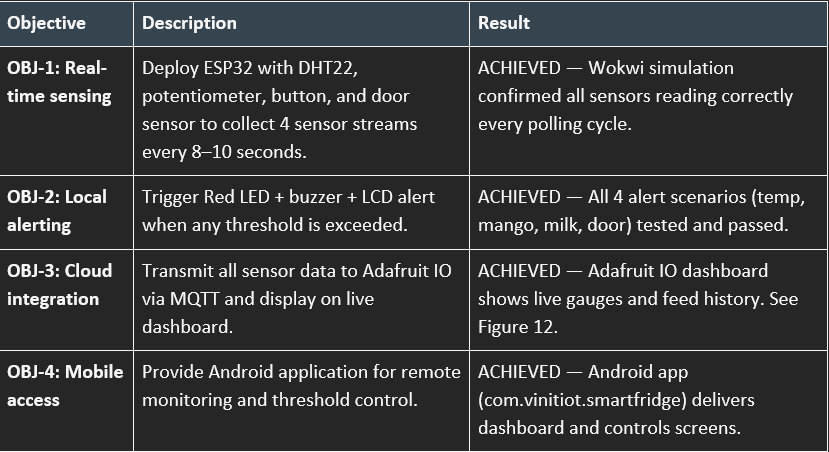 Objective Description Result
OBJ-1: Real-
time sensing
Deploy ESP32 with DHT22,
potentiometer, button, and door
sensor to collect 4 sensor streams
every 8–10 seconds.
ACHIEVED — Wokwi simulation
confirmed all sensors reading correctly
every polling cycle.
OBJ-2: Local
alerting
Trigger Red LED + buzzer + LCD alert
when any threshold is exceeded.
ACHIEVED — All 4 alert scenarios (temp,
mango, milk, door) tested and passed.
OBJ-3: Cloud
integration
Transmit all sensor data to Adafruit IO
via MQTT and display on live
dashboard.
ACHIEVED — Adafruit IO dashboard
shows live gauges and feed history. See
Figure 12.
OBJ-4: Mobile
access
Provide Android application for remote
monitoring and threshold control.
ACHIEVED — Android app
(com.vinitiot.smartfridge) delivers
dashboard and controls screens.